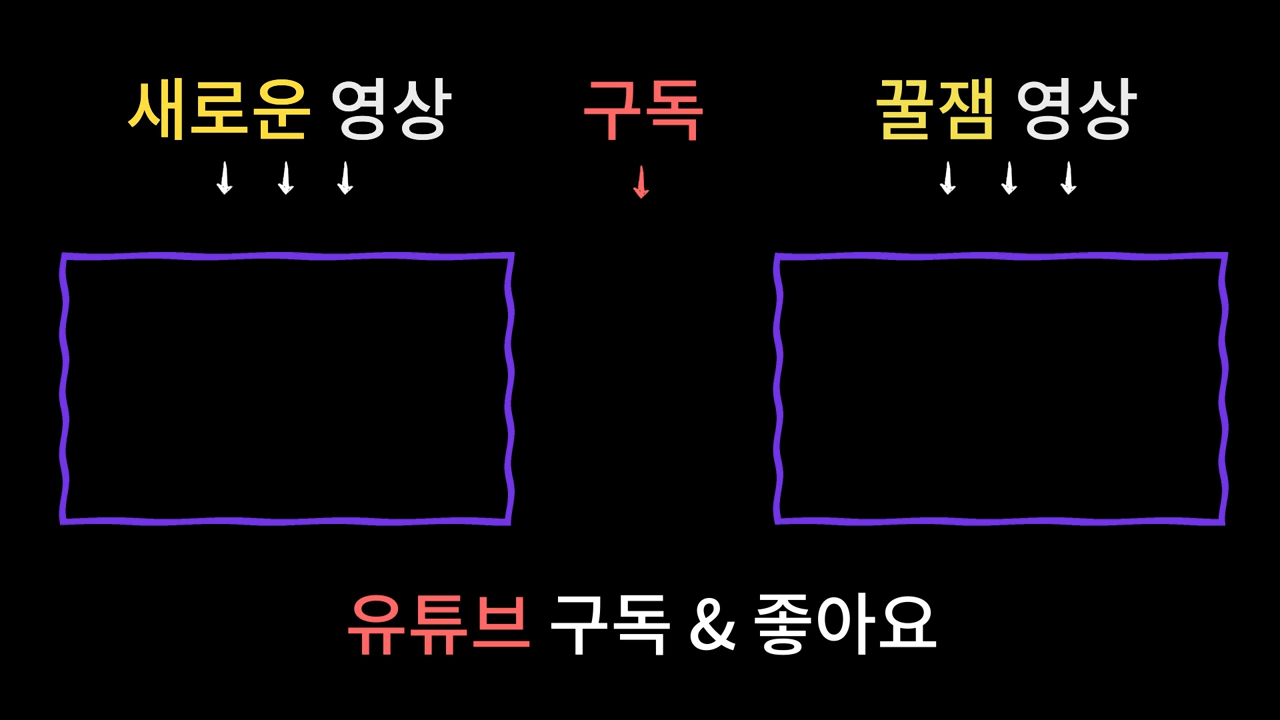 새로운 영상
구독
꿀잼 영상
유튜브 구독 & 좋아요